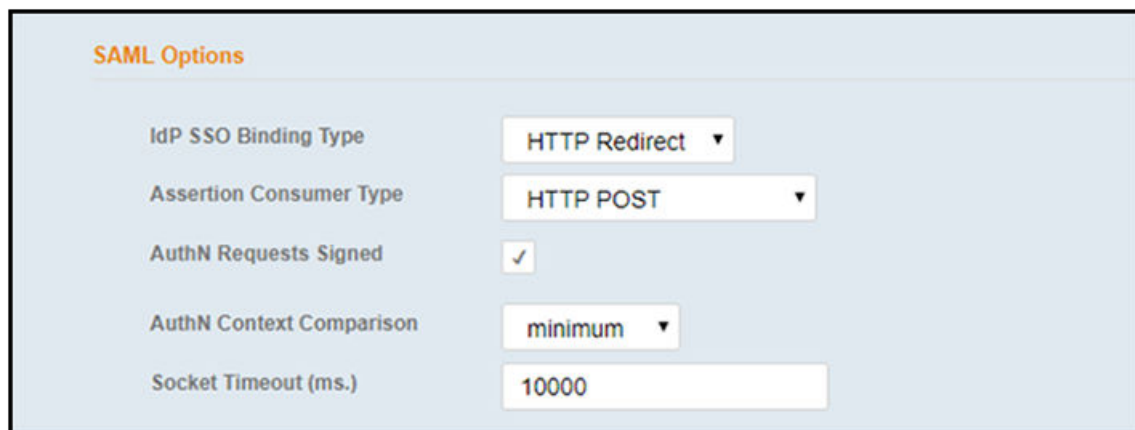 SAML Options
IdP SSO Binding Type HTTP Redirect
Assertion Consumer Type HTTP POST
AuthN Requests Signed
AuthN Context Comparison minimum
Socket Timeout (ms.) 10000